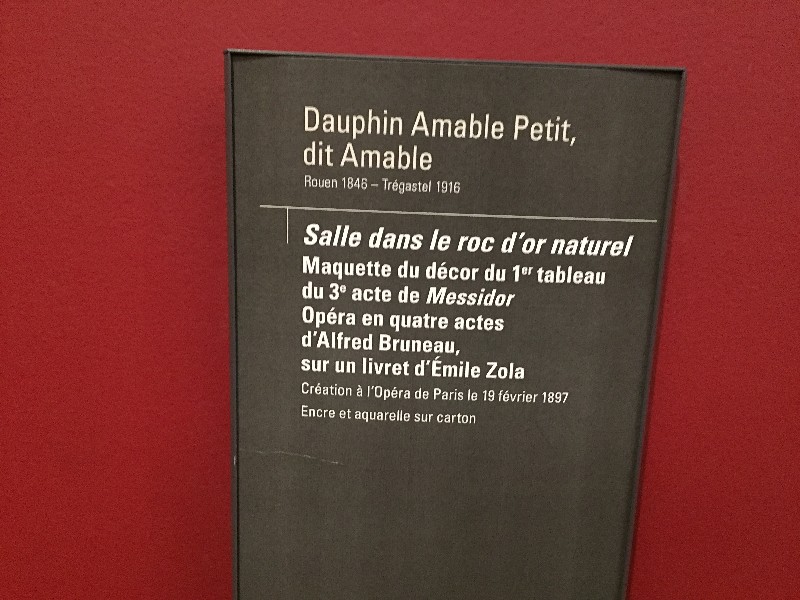 Dauphin Amable Petit,
dit Amable
Rouen 1846 – Trégastel 1916
Salle dans le roc d'or naturel
Maquette du décor du 1er tableau
du 3e acte de Messidor
Opéra en quatre actes
d'Alfred Bruneau,
sur un livret d'Émile Zola
Création à l'Opéra de Paris le 19 février 1897
Encre et aquarelle sur carton